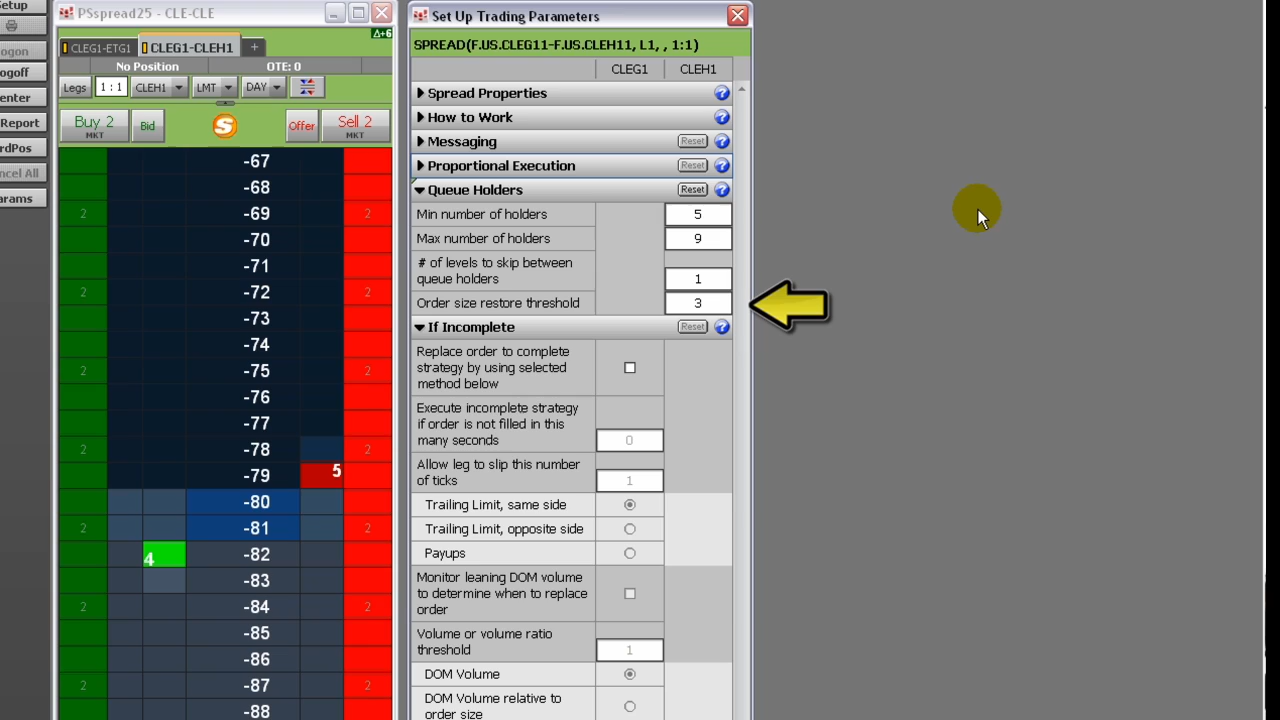 Setup
PSspread25 - CLE-CLE
ogon
ogoff
enter
Report
rdPos
ncel All
arams
Δ+6
CLEG1-ETG1
CLEG1-CLEH1
+
No Position
OTE: 0
Legs
1 : 1
CLEH1
LMT
DAY
Buy 2
MKT
Bid
S
Offer
Sell 2
MKT
-67
-68
2 -69 2
-70
-71
2 -72 2
-73
-74
2 -75 2
-76
-77
2 -78 2
-79 5
-80
2 -81 2
4 -82
-83
2 -84 2
-85
-86
2 -87 2
-88
Set Up Trading Parameters
SPREAD(F.US.CLEG11-F.US.CLEH11, L1, , 1:1)
CLEG1 CLEH1
Spread Properties ?
How to Work ?
Messaging Reset ?
Proportional Execution Reset ?
Queue Holders Reset ?
Min number of holders 5
Max number of holders 9
# of levels to skip between
queue holders 1
Order size restore threshold 3
If Incomplete Reset ?
Replace order to complete
strategy by using selected
method below
Execute incomplete strategy
if order is not filled in this
many seconds 0
Allow leg to slip this number
of ticks 1
Trailing Limit, same side
Trailing Limit, opposite side
Payups
Monitor leaning DOM volume
to determine when to replace
order
Volume or volume ratio
threshold 1
DOM Volume
DOM Volume relative to
order size